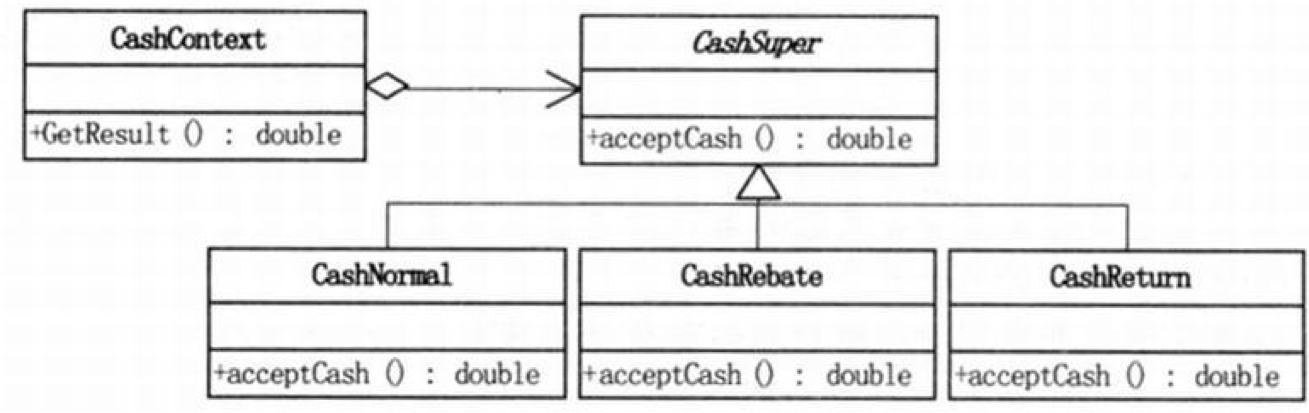 CashContext
+GetResult () : double
CashSuper
+acceptCash () : double
CashNormal
+acceptCash () : double
CashRebate
+acceptCash () : double
CashReturn
+acceptCash () : double